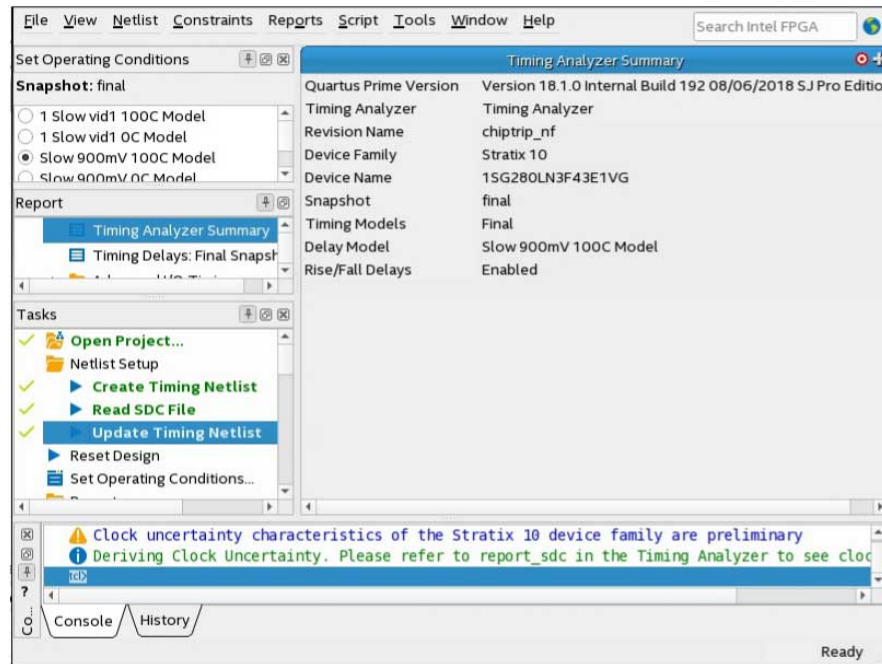 File View Netlist Constraints Reports Script Tools Window Help
Search Intel FPGA
Set Operating Conditions
Snapshot: final
1 Slow vid1 100C Model
1 Slow vid1 0C Model
Slow 900mV 100C Model
Slow 900mV 0C Model
Report
Timing Analyzer Summary
Timing Delays: Final Snapsh
Tasks
Open Project...
Netlist Setup
Create Timing Netlist
Read SDC File
Update Timing Netlist
Reset Design
Set Operating Conditions...
Timing Analyzer Summary
Quartus Prime Version Version 18.1.0 Internal Build 192 08/06/2018 SJ Pro Editio
Timing Analyzer Timing Analyzer
Revision Name chiptrip_nf
Device Family Stratix 10
Device Name 1SG280LN3F43E1VG
Snapshot final
Timing Models Final
Delay Model Slow 900mV 100C Model
Rise/Fall Delays Enabled
Clock uncertainty characteristics of the Stratix 10 device family are preliminary
Deriving Clock Uncertainty. Please refer to report_sdc in the Timing Analyzer to see cloc
tcl>
Co...
Console History
Ready